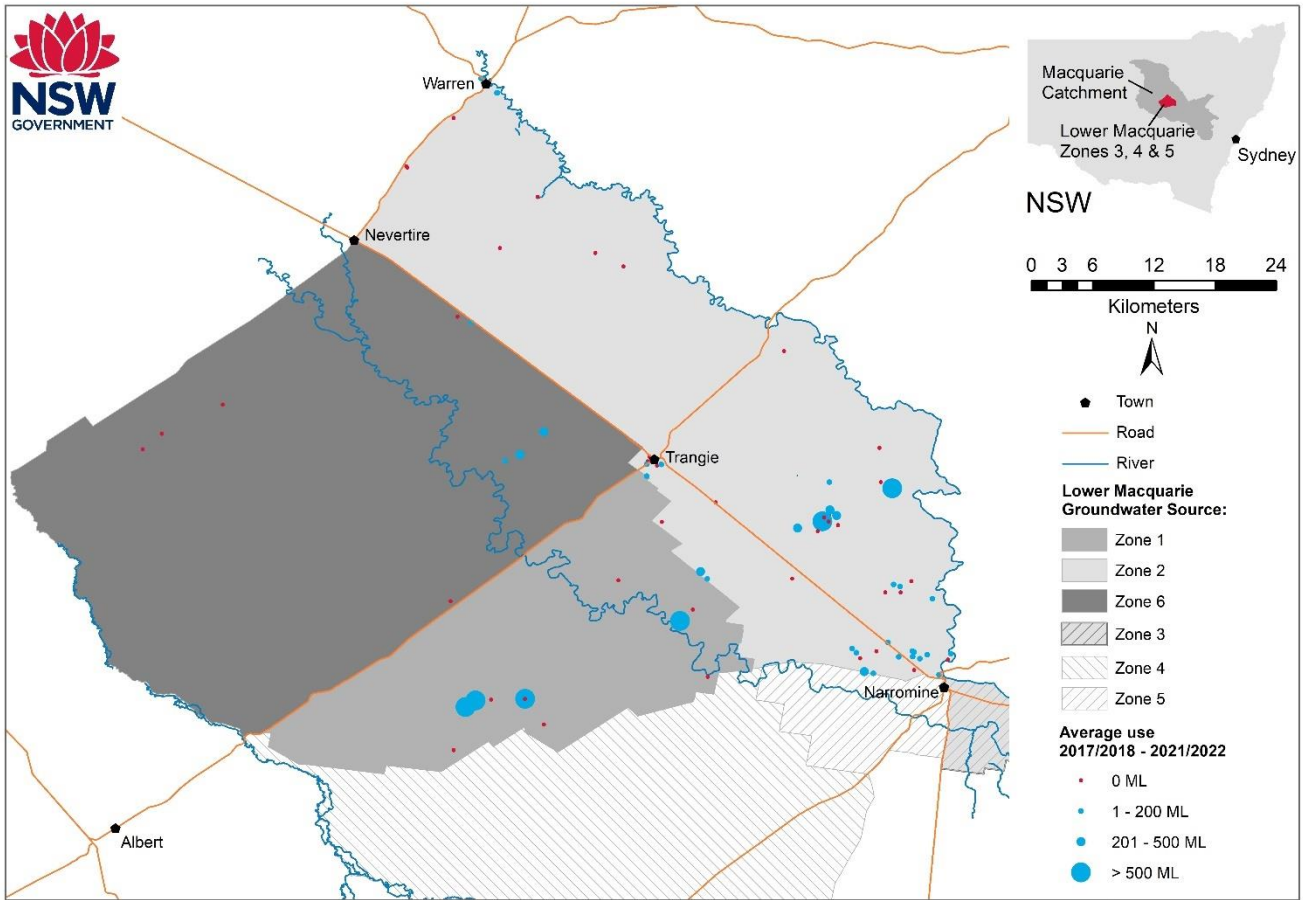 NSW
GOVERNMENT
Warren
Nevertire
Trangie
Narromine
Albert
Macquarie
Catchment
Lower Macquarie
Zones 3, 4 & 5
Sydney
NSW
0 3 6 12 18 24
Kilometers
N
Town
Road
River
Lower Macquarie
Groundwater Source:
Zone 1
Zone 2
Zone 6
Zone 3
Zone 4
Zone 5
Average use
2017/2018 - 2021/2022
0 ML
1 - 200 ML
201 - 500 ML
> 500 ML